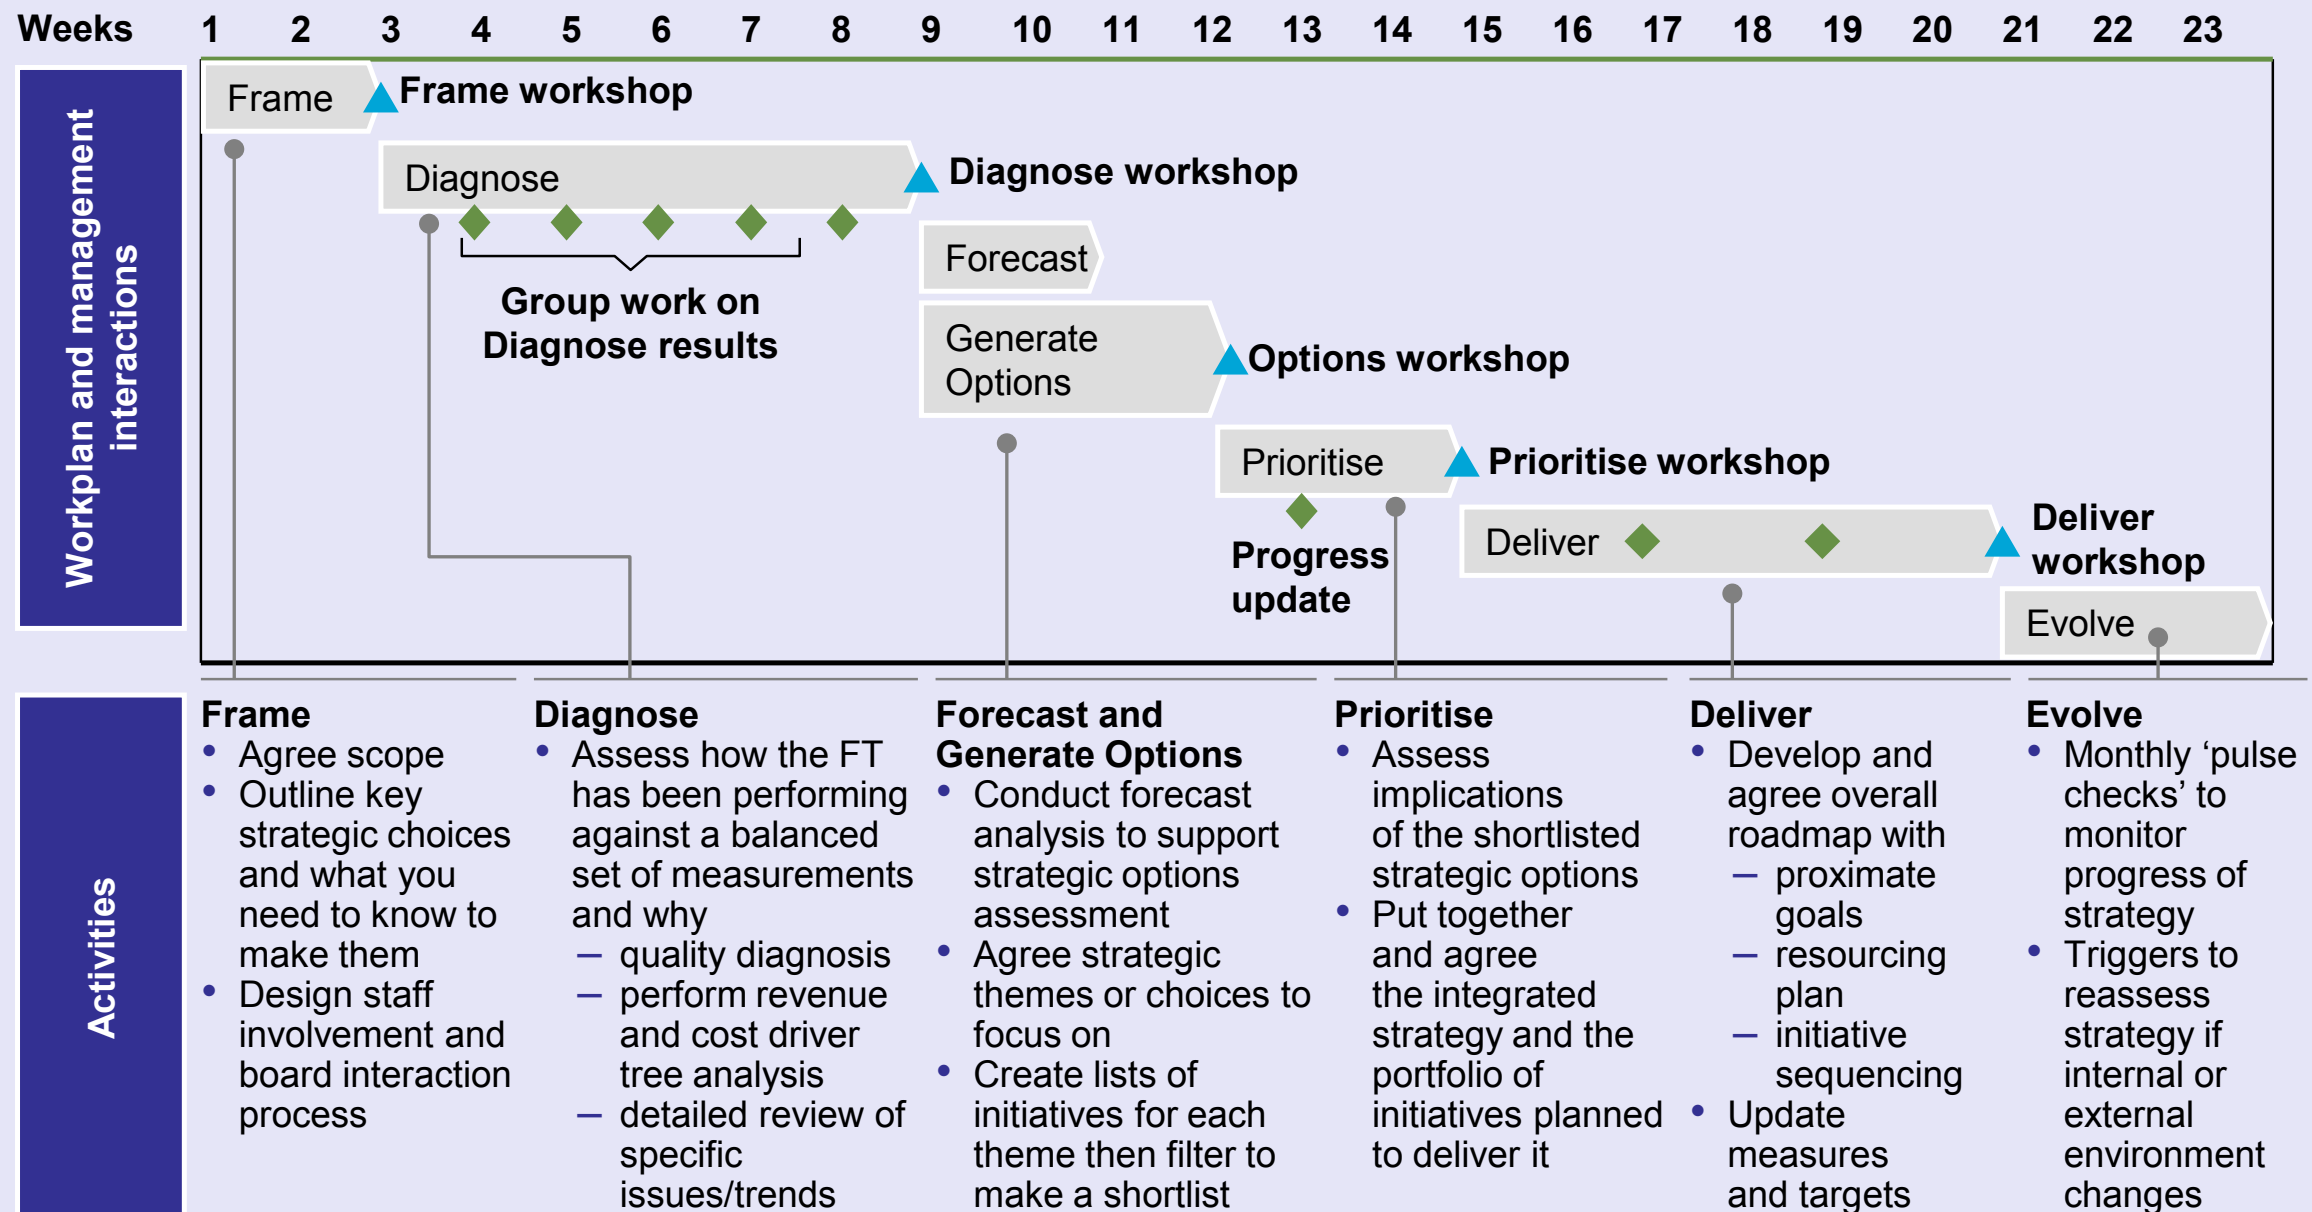 Weeks 1 2 3 4 5 6 7 8 9 10 11 12 13 14 15 16 17 18 19 20 21 22 23
Workplan and management
interactions
Frame
Frame workshop
Diagnose
Diagnose workshop
Group work on
Diagnose results
Forecast
Generate
Options
Options workshop
Prioritise
Prioritise workshop
Progress
update
Deliver
Deliver
workshop
Evolve
Activities
Frame
• Agree scope
• Outline key
strategic choices
and what you
need to know to
make them
• Design staff
involvement and
board interaction
process
Diagnose
• Assess how the FT
has been performing
against a balanced
set of measurements
and why
– quality diagnosis
– perform revenue
and cost driver
tree analysis
– detailed review of
specific
issues/trends
Forecast and
Generate Options
• Conduct forecast
analysis to support
strategic options
assessment
• Agree strategic
themes or choices to
focus on
• Create lists of
initiatives for each
theme then filter to
make a shortlist
Prioritise
• Assess
implications
of the shortlisted
strategic options
• Put together
and agree
the integrated
strategy and the
portfolio of
initiatives planned
to deliver it
Deliver
• Develop and
agree overall
roadmap with
– proximate
goals
– resourcing
plan
– initiative
sequencing
• Update
measures
and targets
Evolve
• Monthly ‘pulse
checks’ to
monitor
progress of
strategy
• Triggers to
reassess
strategy if
internal or
external
environment
changes